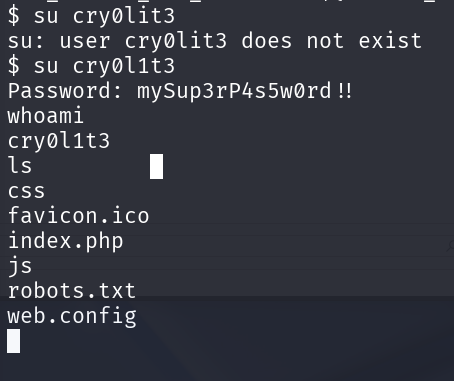 $ su cry0lit3
su: user cry0lit3 does not exist
$ su cry0l1t3
Password: mySup3rP4s5w0rd!!
whoami
cry0l1t3
ls
css
favicon.ico
index.php
js
robots.txt
web.config